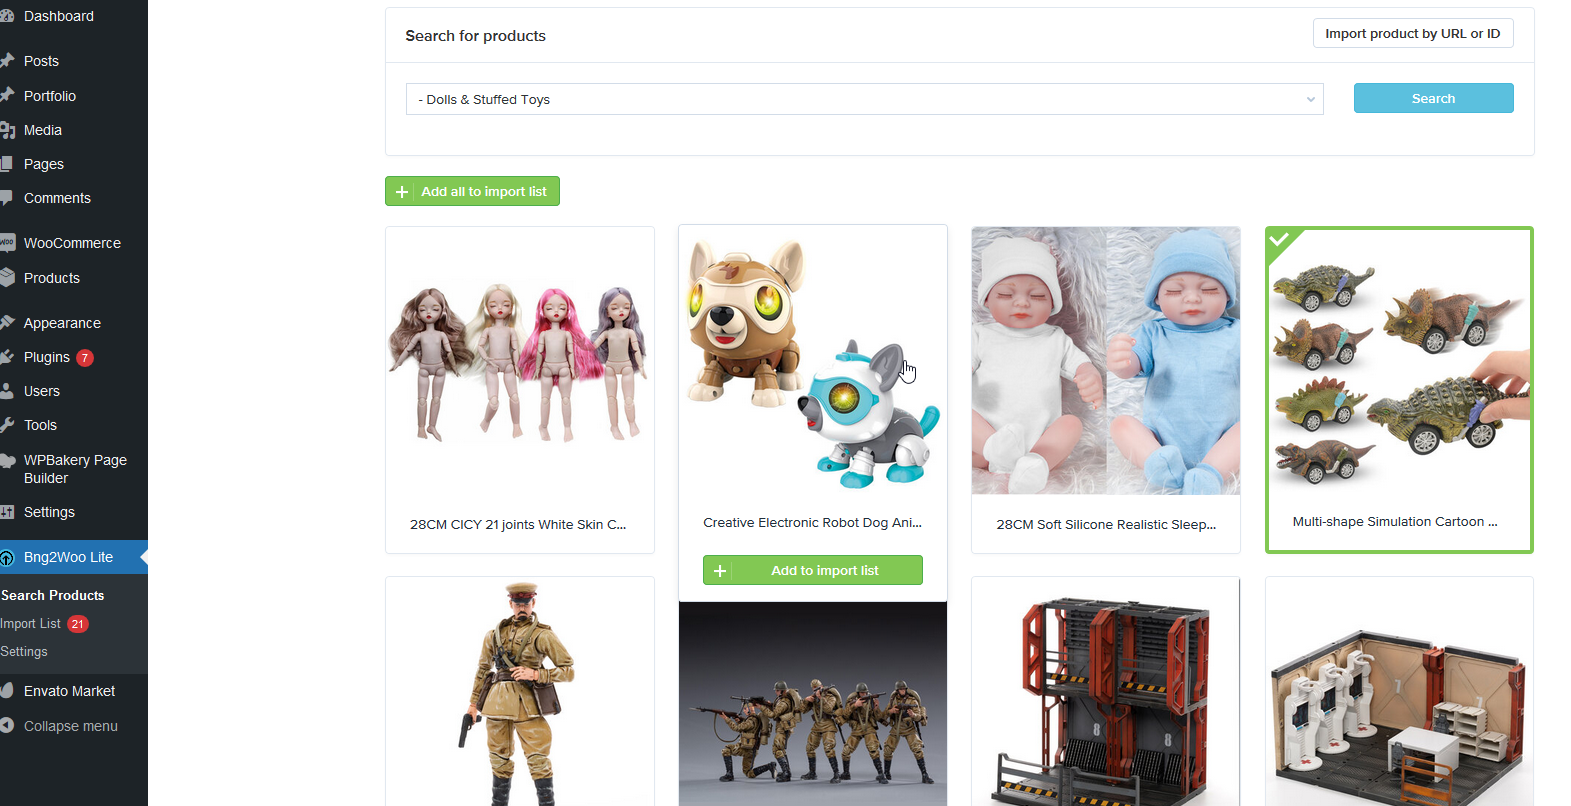 Dashboard
Posts
Portfolio
Media
Pages
Comments
WooCommerce
Products
Appearance
Plugins 7
Users
Tools
WPBakery Page
Builder
Settings
Bng2Woo Lite
Search Products
Import List 21
Settings
Envato Market
Collapse menu
Search for products
Import product by URL or ID
- Dolls & Stuffed Toys
Search
Add all to import list
28CM CICY 21 joints White Skin C...
Creative Electronic Robot Dog Ani...
Add to import list
28CM Soft Silicone Realistic Sleep...
Multi-shape Simulation Cartoon ...
8
8
1